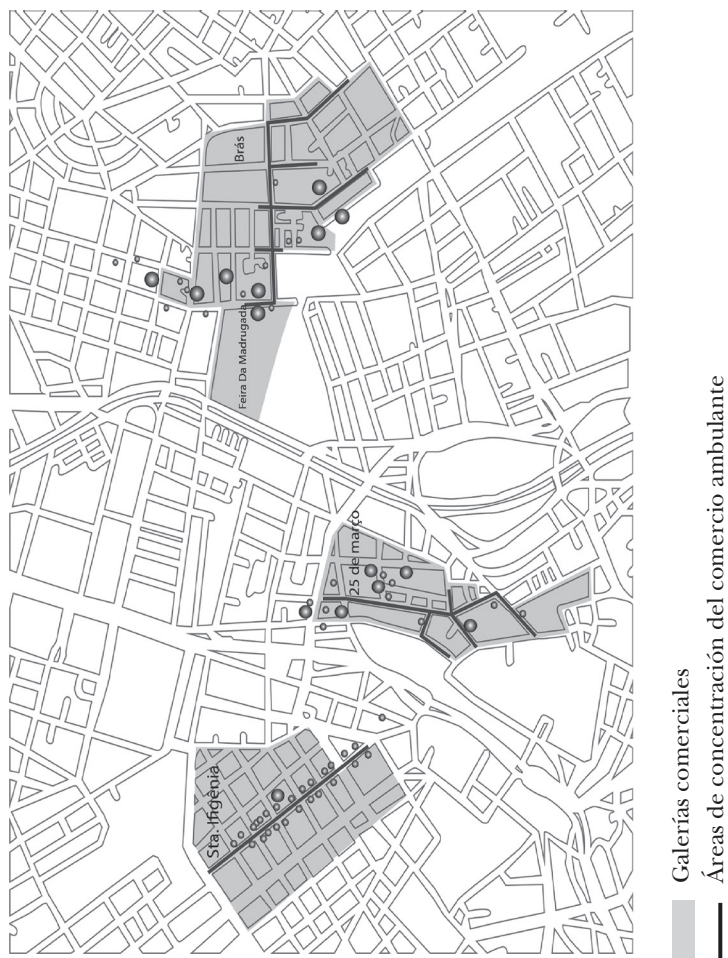 Brás
Feira Da Madrugada
25 de março
Sta. Ifigênia
Galerías comerciales
Áreas de concentración del comercio ambulante